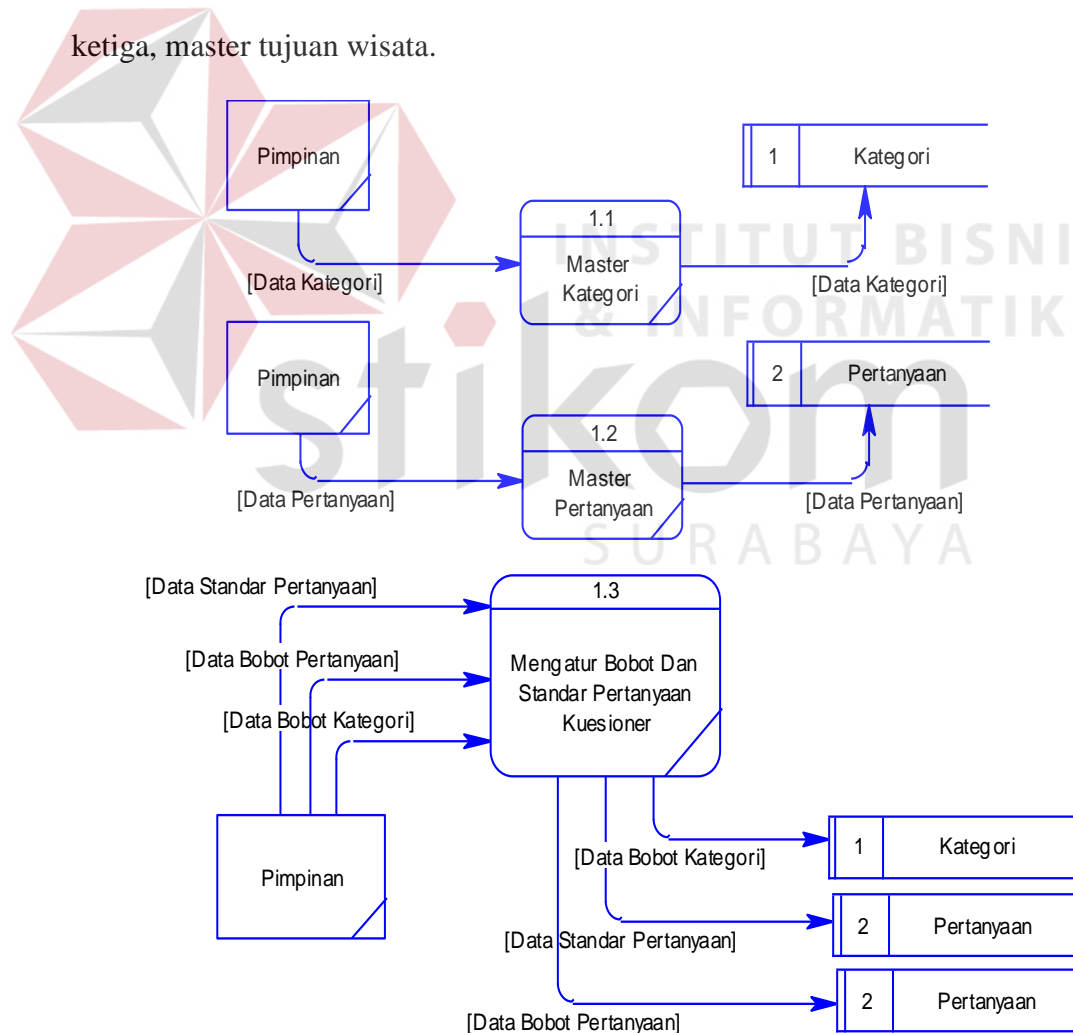 ketiga, master tujuan wisata.
Pimpinan
1 Kategori
1.1
Master
Kategori
[Data Kategori]
[Data Kategori]
INSTITUT BISNI
& INFORMATIK
stikom
SURABAYA
Pimpinan
2 Pertanyaan
1.2
Master
Pertanyaan
[Data Pertanyaan]
[Data Pertanyaan]
[Data Standar Pertanyaan]
[Data Bobot Pertanyaan]
[Data Bobot Kategori]
1.3
Mengatur Bobot Dan
Standar Pertanyaan
Kuesioner
Pimpinan
[Data Bobot Kategori]
1 Kategori
[Data Standar Pertanyaan]
2 Pertanyaan
[Data Bobot Pertanyaan]
2 Pertanyaan